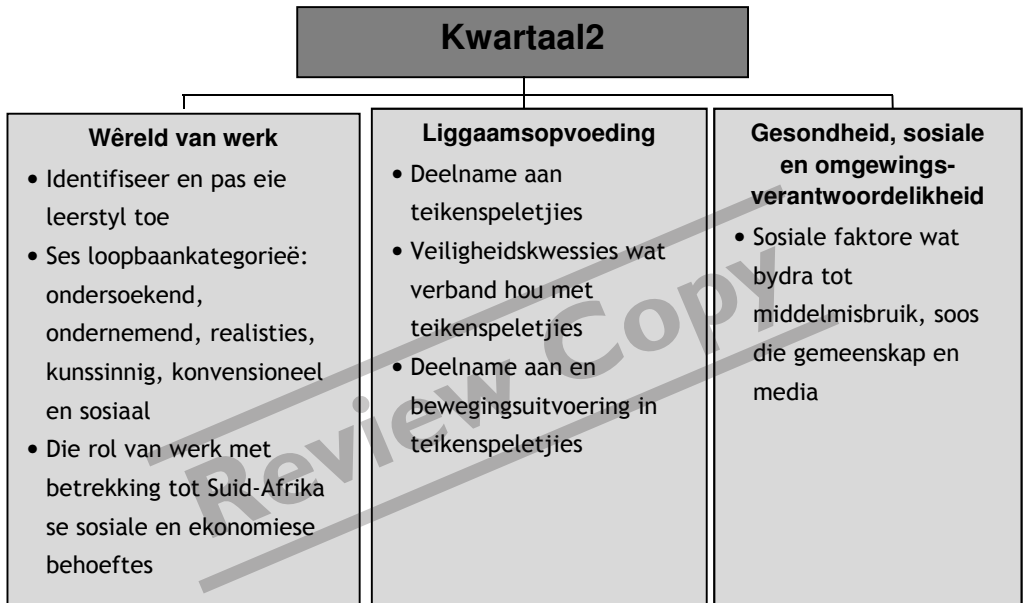 Kwartaal2
Wêreld van werk
• Identifiseer en pas eie
leerstyl toe
• Ses loopbaankategorieë:
ondersoekend,
ondernemend, realisties,
kunssinnig, konvensioneel
en sosiaal
• Die rol van werk met
betrekking tot Suid-Afrika
se sosiale en ekonomiese
behoeftes
Liggaamsopvoeding
• Deelname aan
teikenspeletjies
• Veiligheidskwessies wat
verband hou met
teikenspeletjies
• Deelname aan en
bewegingsuitvoering in
teikenspeletjies
Gesondheid, sosiale
en omgewings-
verantwoordelikheid
• Sosiale faktore wat
bydra tot
middelmisbruik, soos
die gemeenskap en
media
Review Copy